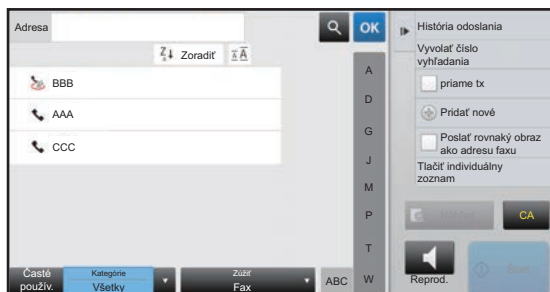 Adresa
OK
Z↓ Zoradiť
A A
BBB
AAA
CCC
A
D
G
J
M
P
T
W
ABC
Časté
použív.
Kategórie
Všetky
Zúžiť
Fax
História odoslania
Vyvolať číslo
vyhľadania
priame tx
Pridať nové
Poslať rovnaký obraz
ako adresu faxu
Tlačiť individuálny
zoznam
CA
Reprod.
Štart